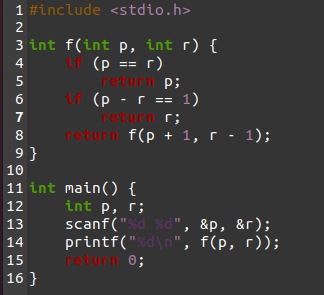 1 #include <stdio.h>
2
3 int f(int p, int r) {
4     if (p == r)
5         return p;
6     if (p - r == 1)
7         return r;
8     return f(p + 1, r - 1);
9 }
10
11 int main() {
12     int p, r;
13     scanf("%d %d", &p, &r);
14     printf("%d\n", f(p, r));
15     return 0;
16 }